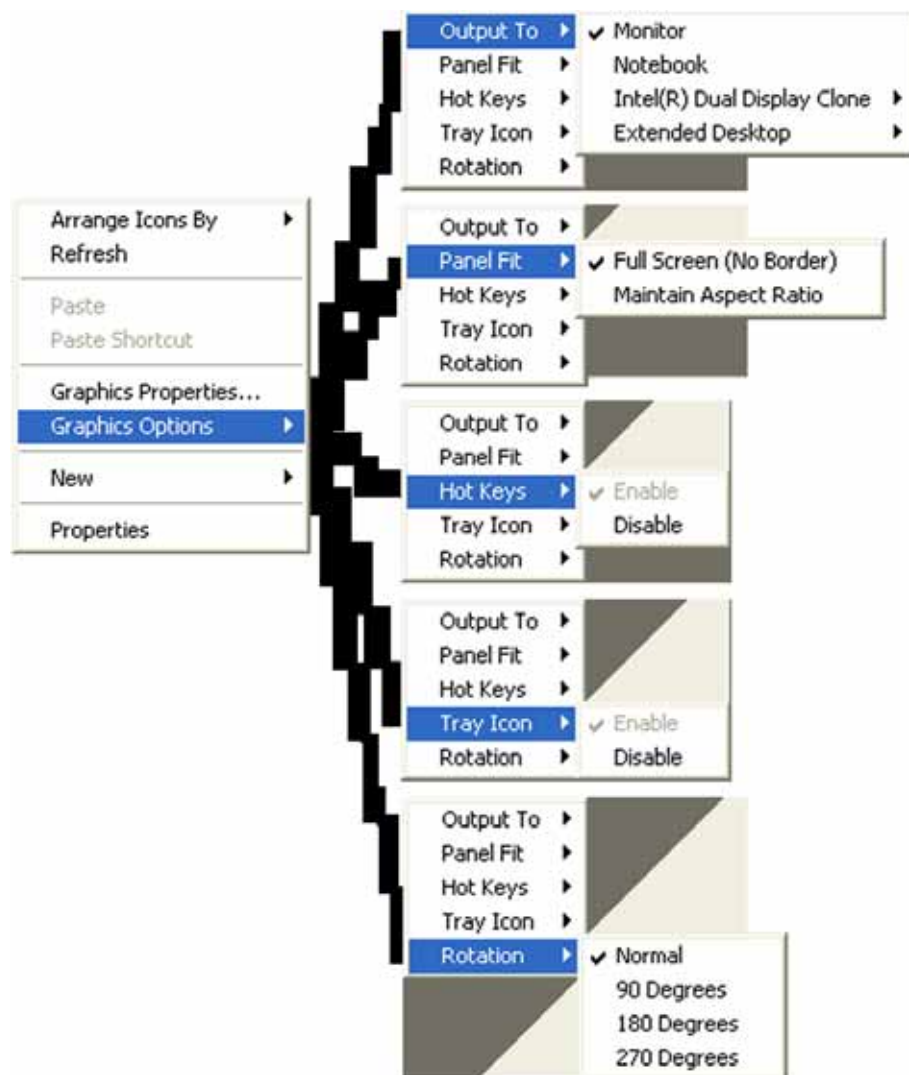 Arrange Icons By
Refresh
Paste
Paste Shortcut
Graphics Properties...
Graphics Options
New
Properties
Output To
Panel Fit
Hot Keys
Tray Icon
Rotation
Monitor
Notebook
Intel(R) Dual Display Clone
Extended Desktop
Output To
Panel Fit
Hot Keys
Tray Icon
Rotation
Full Screen (No Border)
Maintain Aspect Ratio
Output To
Panel Fit
Hot Keys
Tray Icon
Rotation
Enable
Disable
Output To
Panel Fit
Hot Keys
Tray Icon
Rotation
Enable
Disable
Output To
Panel Fit
Hot Keys
Tray Icon
Rotation
Normal
90 Degrees
180 Degrees
270 Degrees